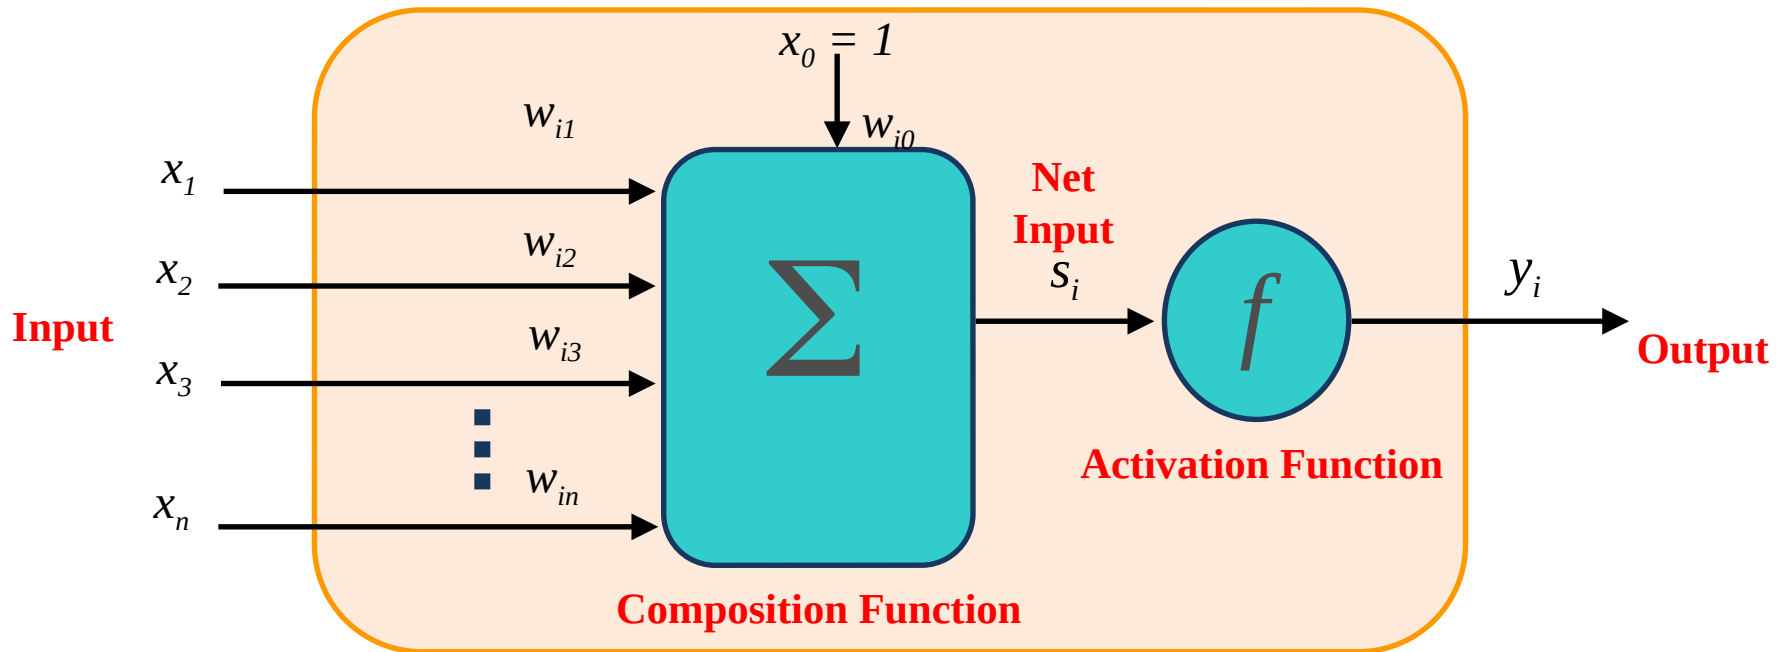 x0 = 1
wi1
wi0
x1
Net
Input
wi2
si
x2
Σ
f
yi
Input
wi3
Output
x3
Activation Function
win
xn
Composition Function